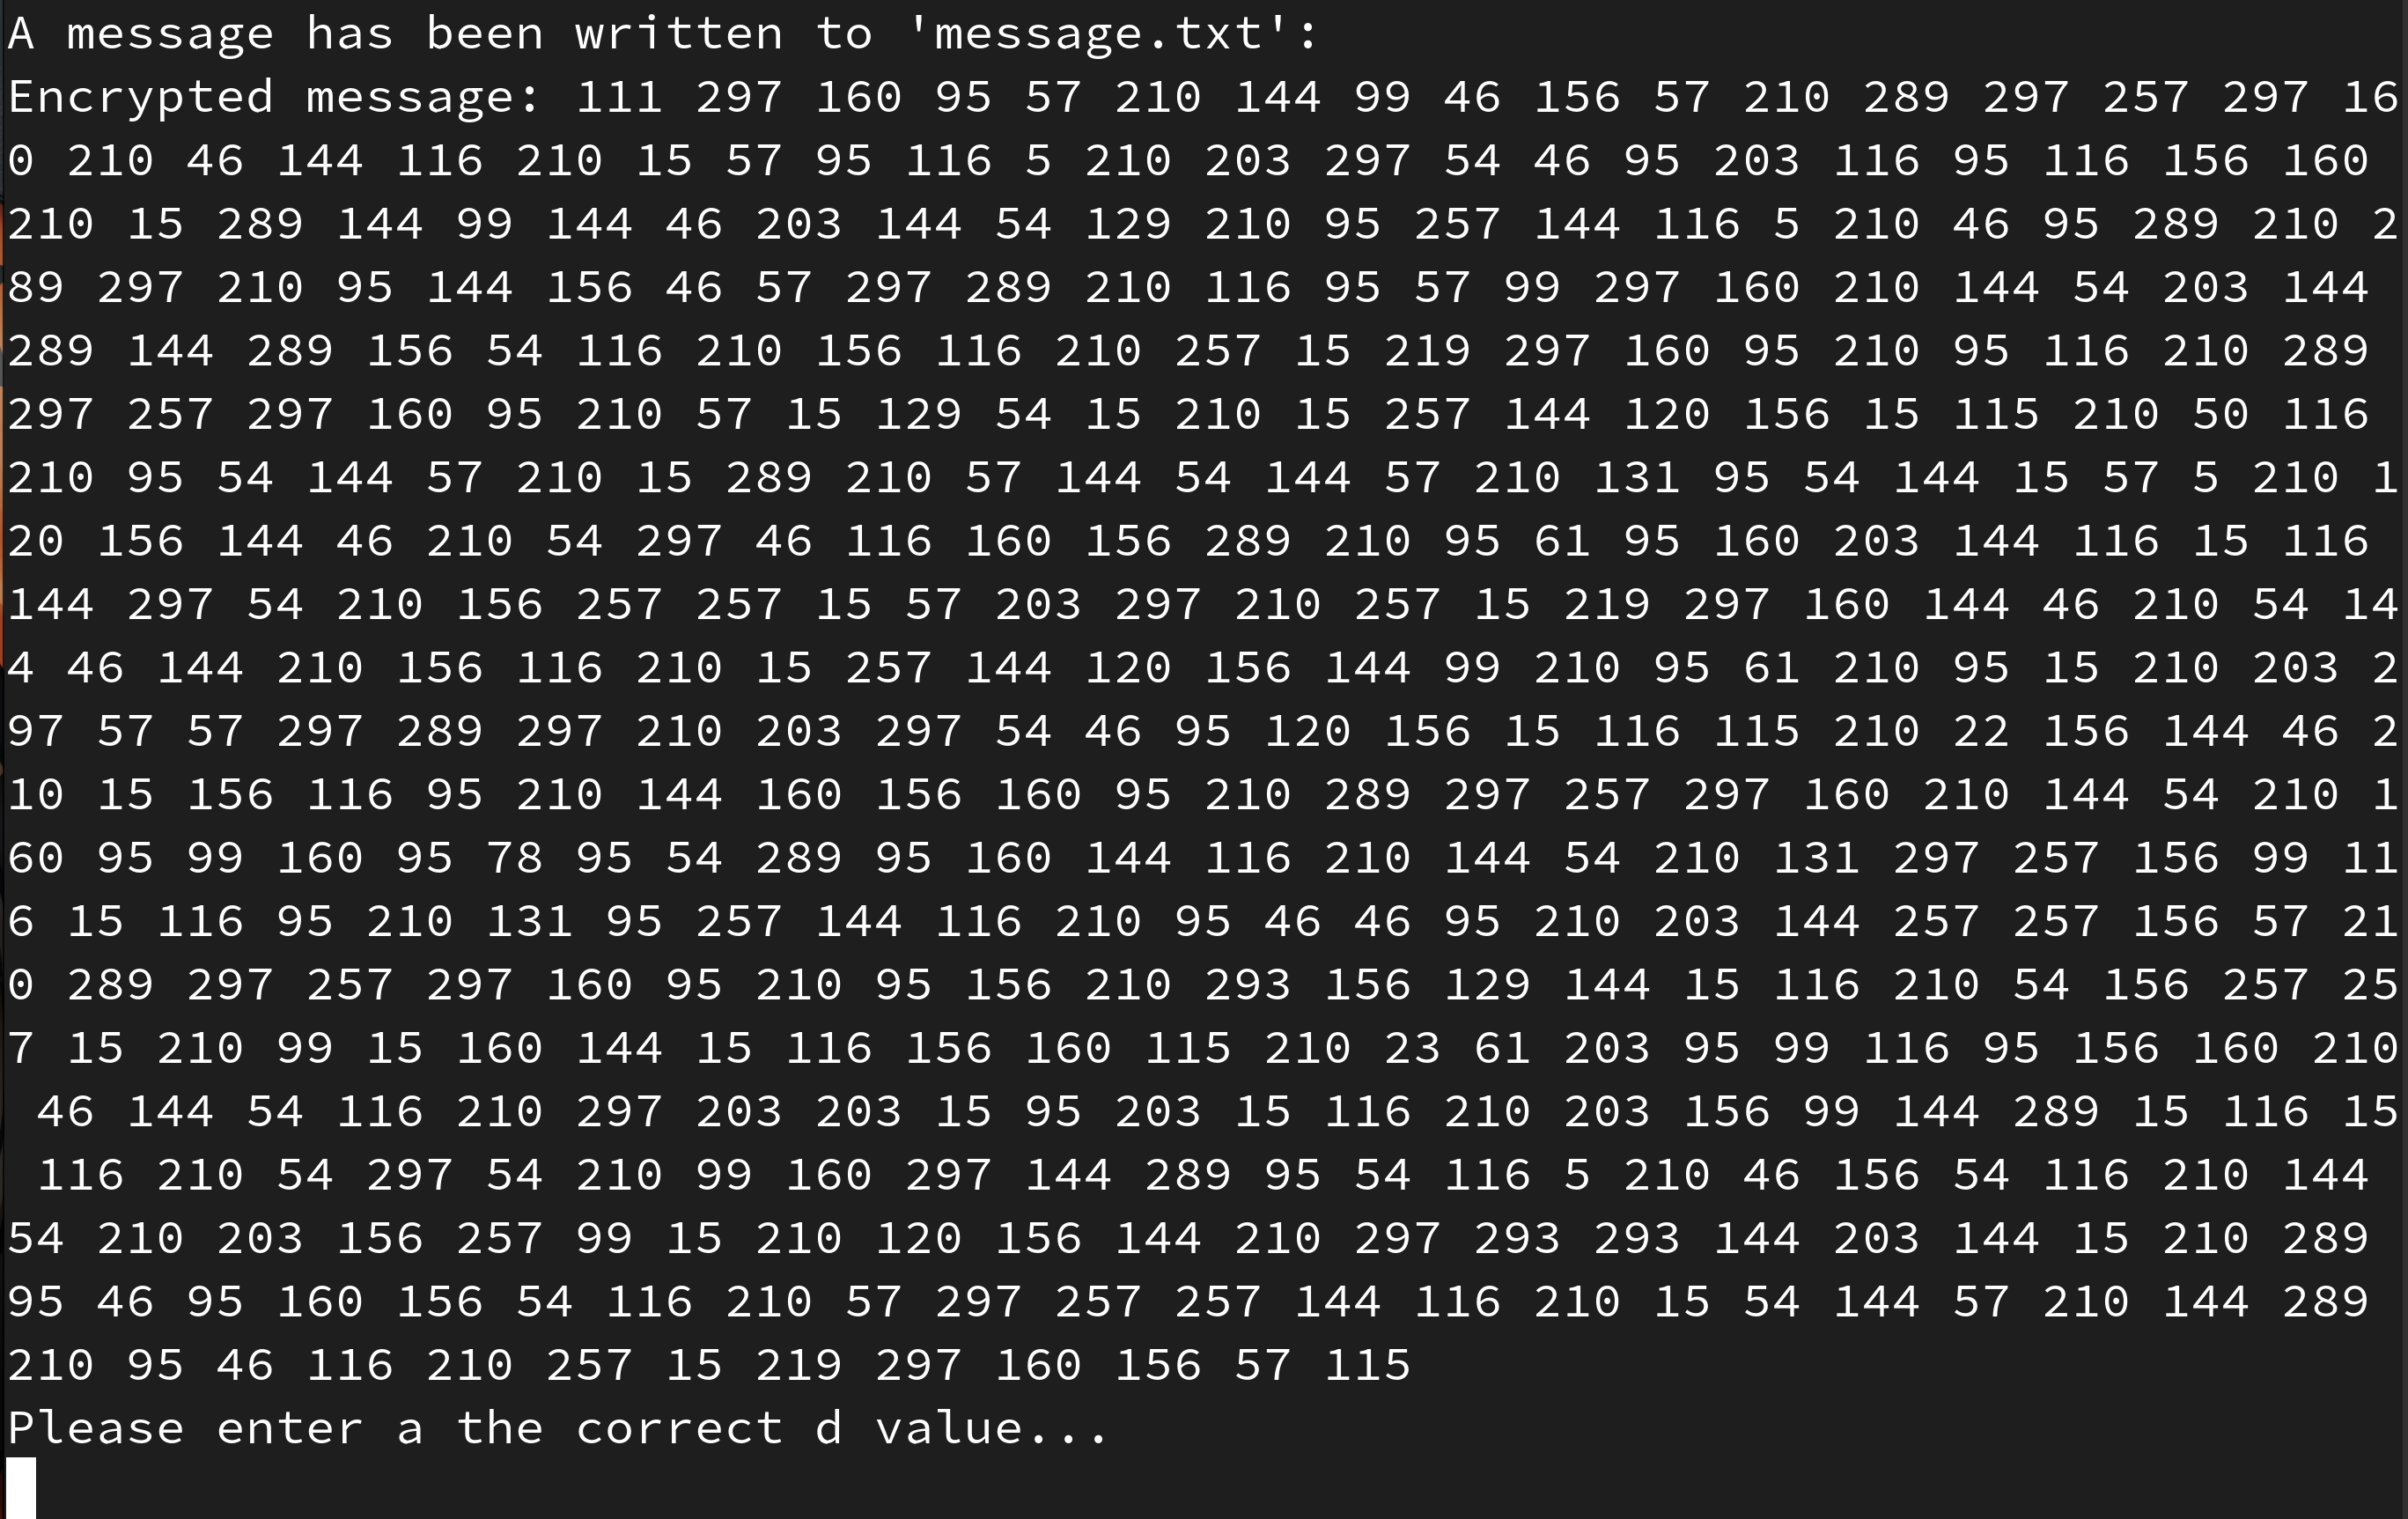 A message has been written to 'message.txt':
Encrypted message: 111 297 160 95 57 210 144 99 46 156 57 210 289 297 257 297 16
0 210 46 144 116 210 15 57 95 116 5 210 203 297 54 46 95 203 116 95 116 156 160
210 15 289 144 99 144 46 203 144 54 129 210 95 257 144 116 5 210 46 95 289 210 2
89 297 210 95 144 156 46 57 297 289 210 116 95 57 99 297 160 210 144 54 203 144
289 144 289 156 54 116 210 156 116 210 257 15 219 297 160 95 210 95 116 210 289
297 257 297 160 95 210 57 15 129 54 15 210 15 257 144 120 156 15 115 210 50 116
210 95 54 144 57 210 15 289 210 57 144 54 144 57 210 131 95 54 144 15 57 5 210 1
20 156 144 46 210 54 297 46 116 160 156 289 210 95 61 95 160 203 144 116 15 116
144 297 54 210 156 257 257 15 57 203 297 210 257 15 219 297 160 144 46 210 54 14
4 46 144 210 156 116 210 15 257 144 120 156 144 99 210 95 61 210 95 15 210 203 2
97 57 57 297 289 297 210 203 297 54 46 95 120 156 15 116 115 210 22 156 144 46 2
10 15 156 116 95 210 144 160 156 160 95 210 289 297 257 297 160 210 144 54 210 1
60 95 99 160 95 78 95 54 289 95 160 144 116 210 144 54 210 131 297 257 156 99 11
6 15 116 95 210 131 95 257 144 116 210 95 46 46 95 210 203 144 257 257 156 57 21
0 289 297 257 297 160 95 210 95 156 210 293 156 129 144 15 116 210 54 156 257 25
7 15 210 99 15 160 144 15 116 156 160 115 210 23 61 203 95 99 116 95 156 160 210
 46 144 54 116 210 297 203 203 15 95 203 15 116 210 203 156 99 144 289 15 116 15
 116 210 54 297 54 210 99 160 297 144 289 95 54 116 5 210 46 156 54 116 210 144
54 210 203 156 257 99 15 210 120 156 144 210 297 293 293 144 203 144 15 210 289
95 46 95 160 156 54 116 210 57 297 257 257 144 116 210 15 54 144 57 210 144 289
210 95 46 116 210 257 15 219 297 160 156 57 115
Please enter a the correct d value...